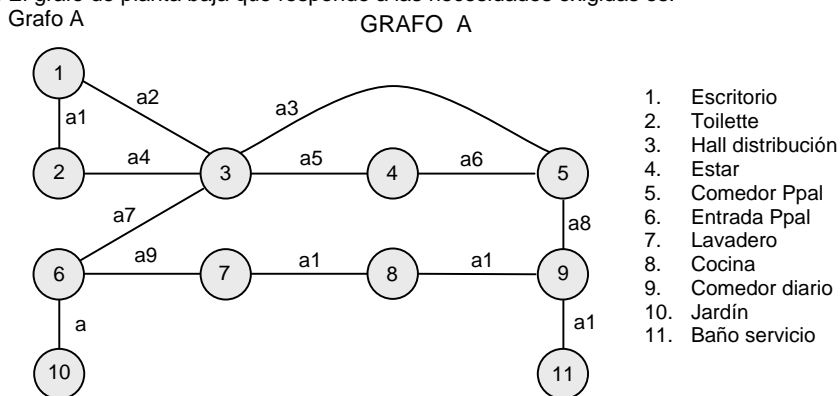 El grafo de planta baja que responde a las necesidades exigidas es:
Grafo A
GRAFO A
1
a2
a1
a3
2
a4
3
a5
4
a6
5
a7
a8
6
a9
7
a1
8
a1
9
a
a1
10
11
1. Escritorio
2. Toilette
3. Hall distribución
4. Estar
5. Comedor Ppal
6. Entrada Ppal
7. Lavadero
8. Cocina
9. Comedor diario
10. Jardín
11. Baño servicio